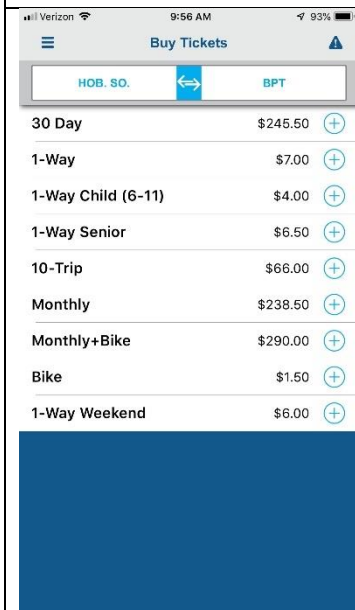 Verizon 9:56 AM 93%
Buy Tickets
HOB. SO. BPT
30 Day $245.50
1-Way $7.00
1-Way Child (6-11) $4.00
1-Way Senior $6.50
10-Trip $66.00
Monthly $238.50
Monthly+Bike $290.00
Bike $1.50
1-Way Weekend $6.00